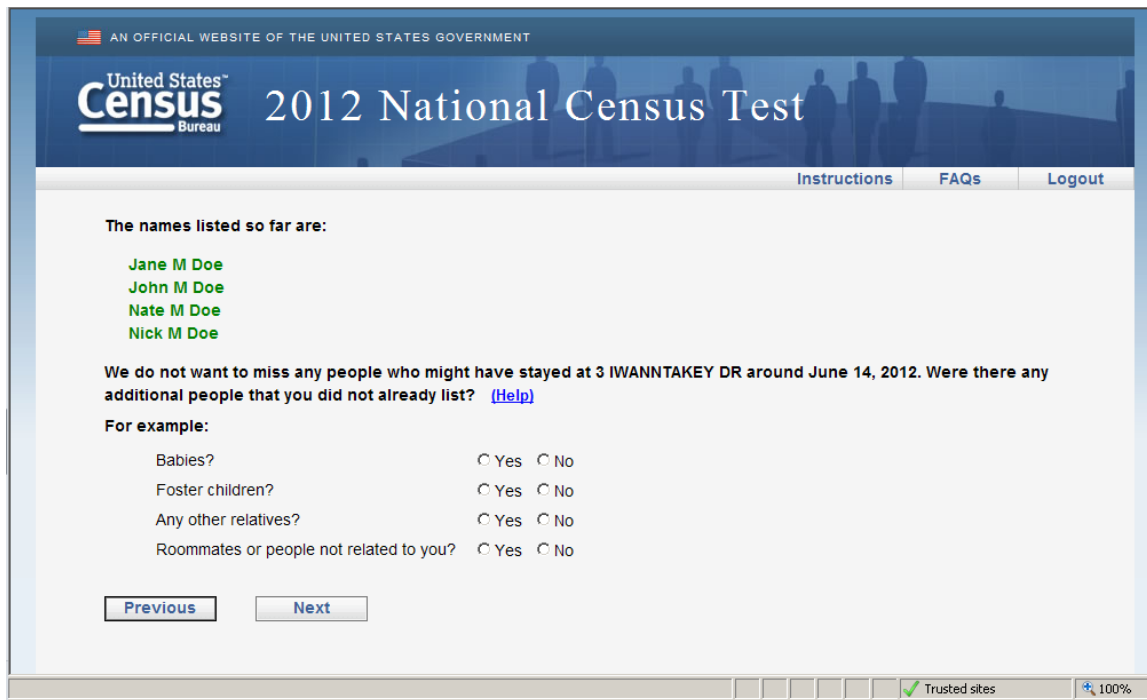 AN OFFICIAL WEBSITE OF THE UNITED STATES GOVERNMENT
United States™
Census
Bureau
2012 National Census Test
Instructions FAQs Logout
The names listed so far are:
Jane M Doe
John M Doe
Nate M Doe
Nick M Doe
We do not want to miss any people who might have stayed at 3 IWANNTAKEY DR around June 14, 2012. Were there any
additional people that you did not already list? (Help)
For example:
Babies? Yes No
Foster children? Yes No
Any other relatives? Yes No
Roommates or people not related to you? Yes No
Previous Next
Trusted sites 100%